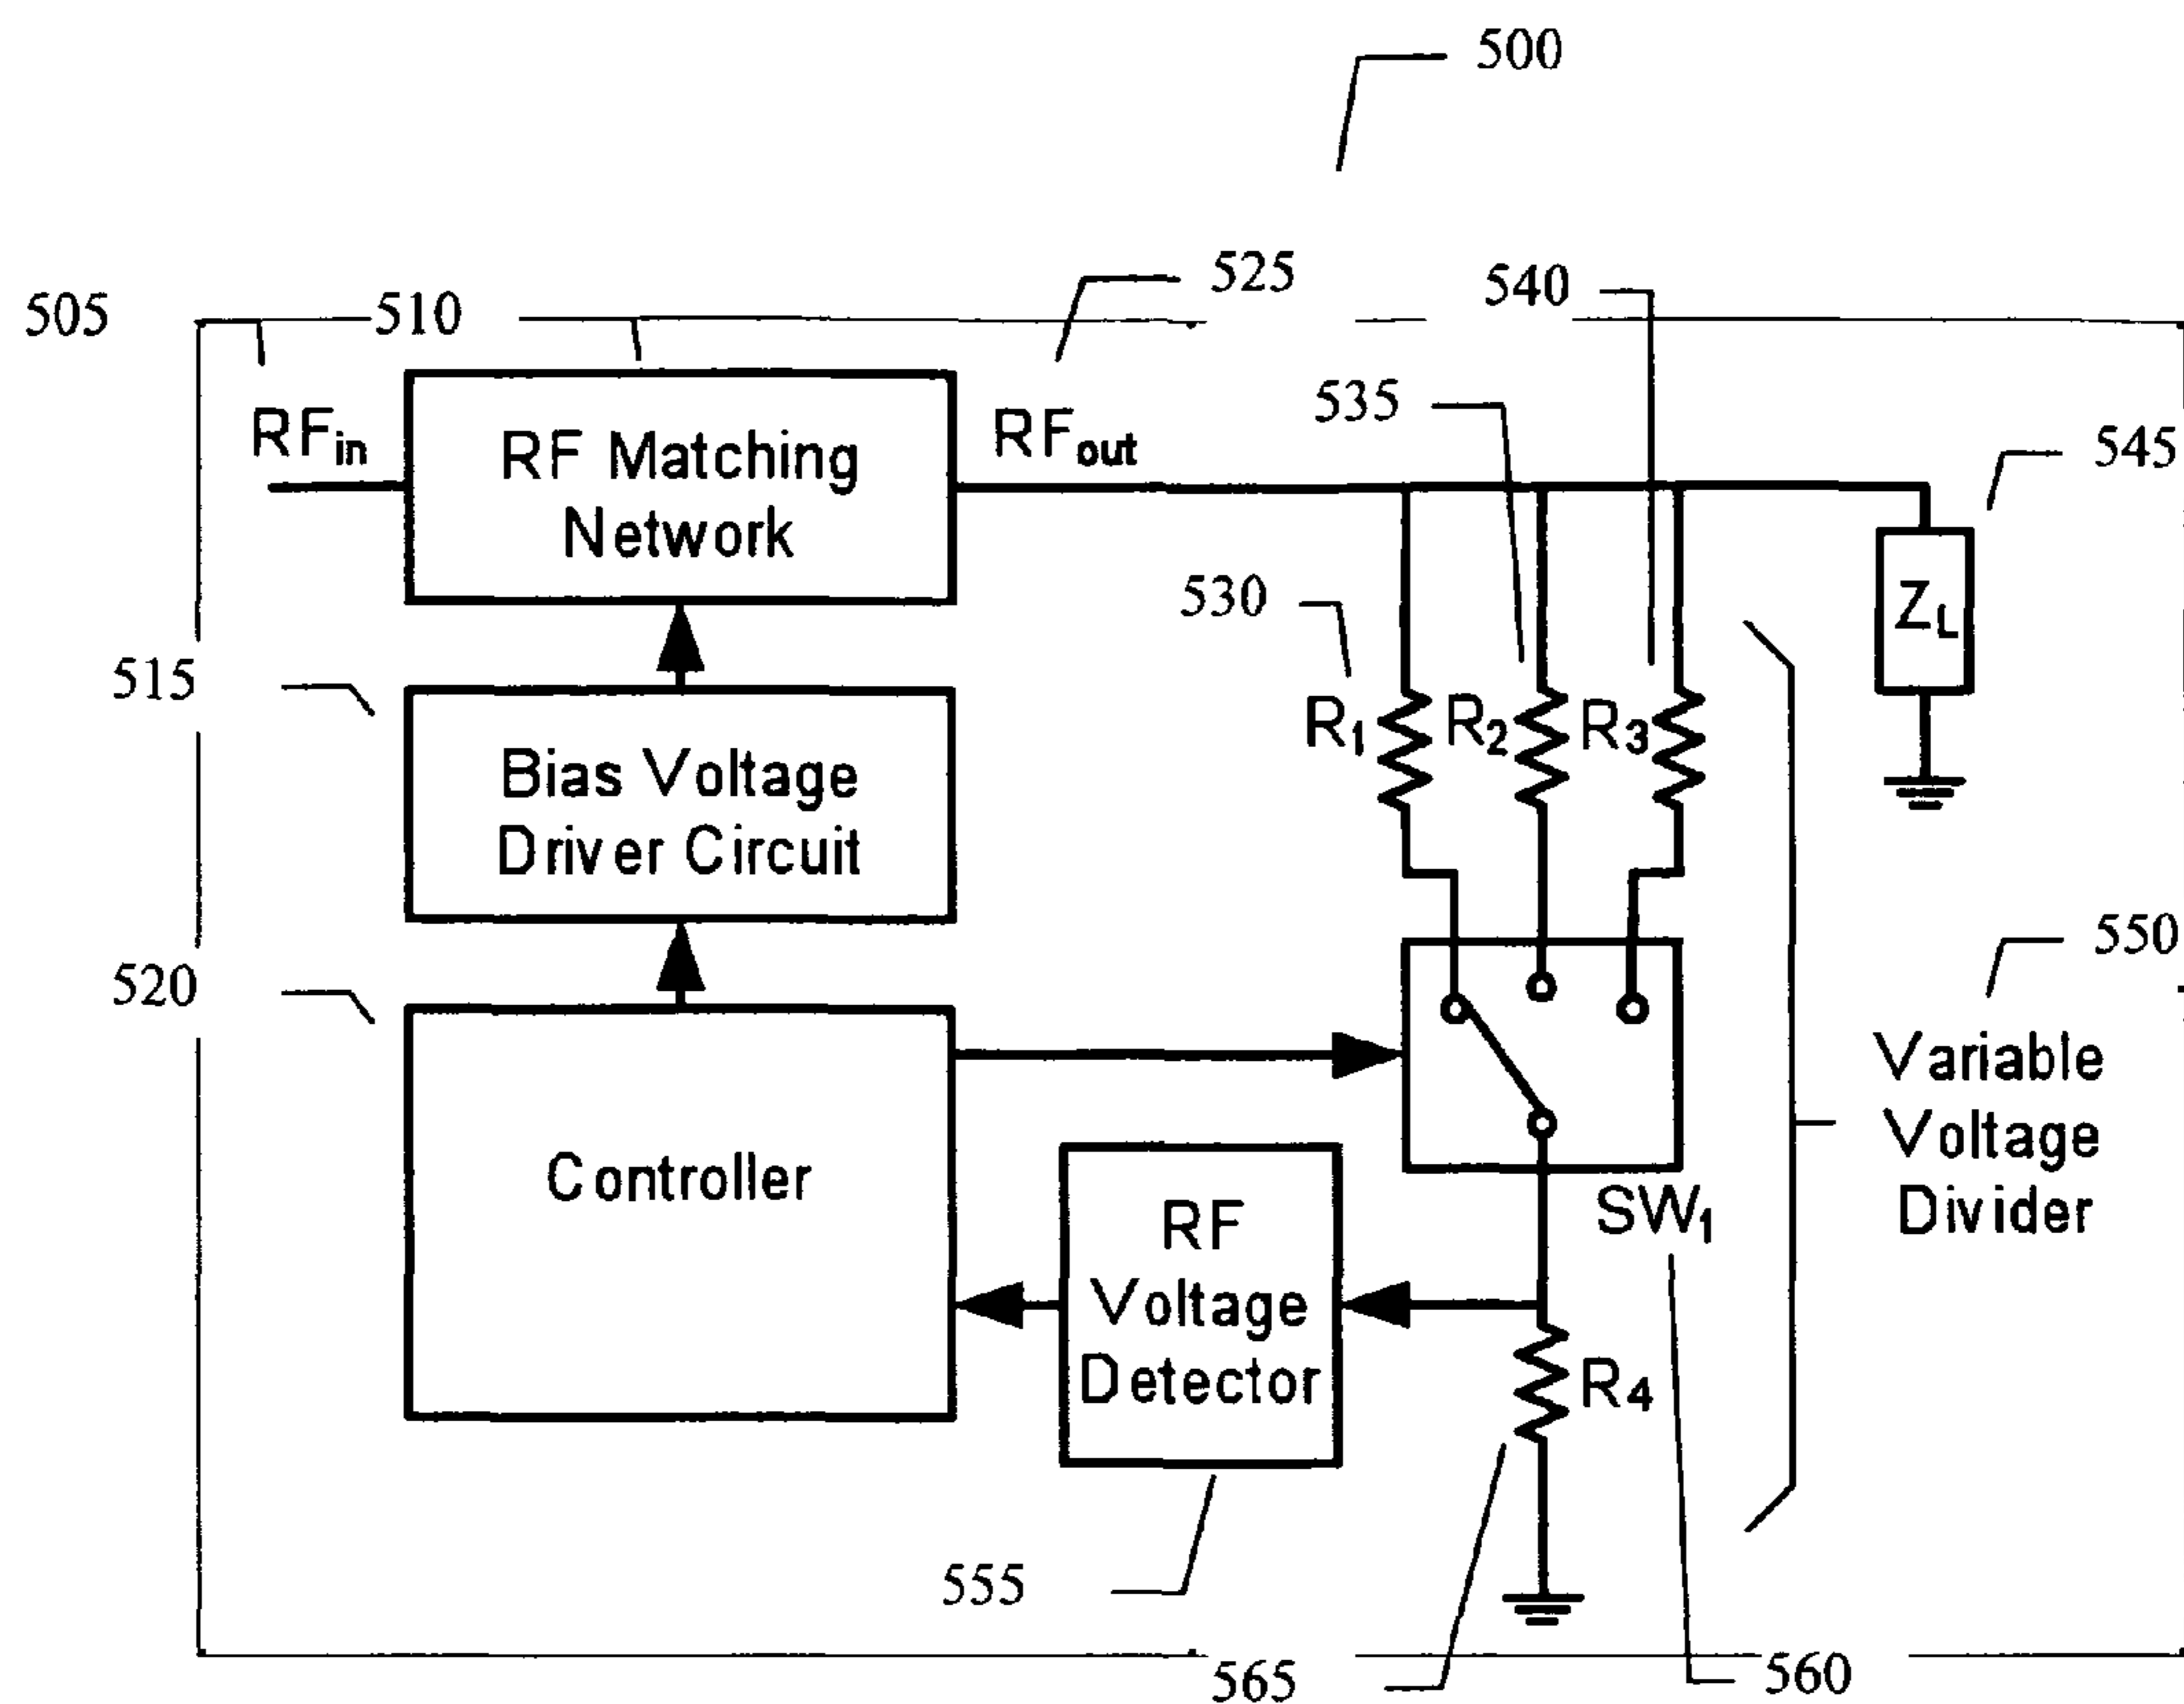 500
525
540
505
510
535
RFin
RF Matching
Network
RFout
545
530
ZL
515
R1
R2
R3
Bias Voltage
Driver Circuit
550
520
Variable
Voltage
Divider
Controller
SW1
RF
Voltage
Detector
R4
555
565
560